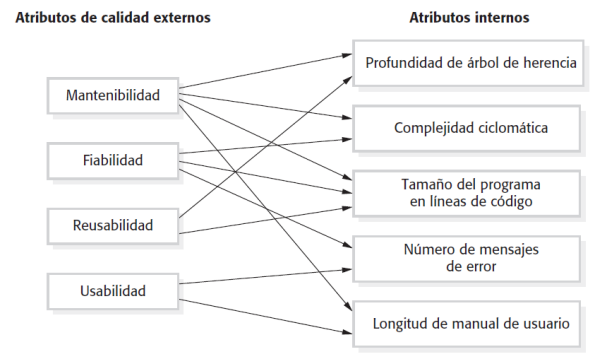 Atributos de calidad externos
Mantenibilidad
Fiabilidad
Reusabilidad
Usabilidad
Atributos internos
Profundidad de árbol de herencia
Complejidad ciclomática
Tamaño del programa
en líneas de código
Número de mensajes
de error
Longitud de manual de usuario